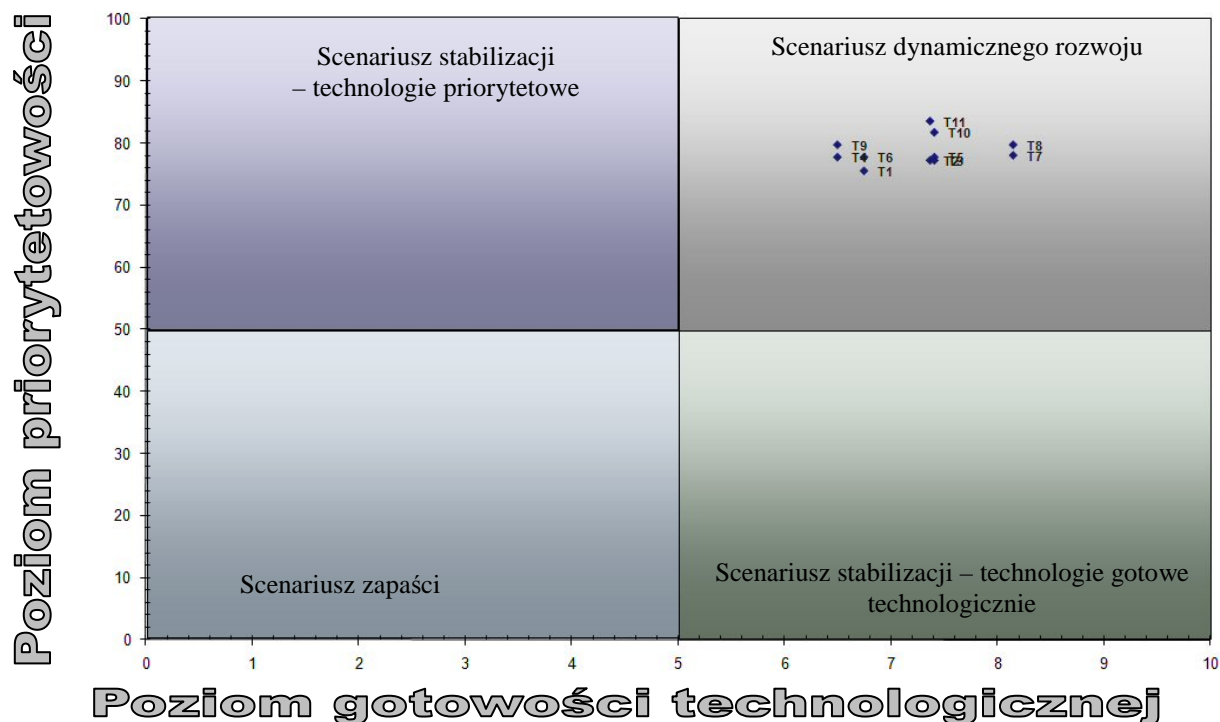 Poziom priorytetowości
100
90
80
70
60
50
40
30
20
10
0
Scenariusz stabilizacji
– technologie priorytetowe
Scenariusz dynamicznego rozwoju
T11
T10
T9
T8
T6
T7
T1
Scenariusz zapaści
Scenariusz stabilizacji – technologie gotowe
technologicznie
0 1 2 3 4 5 6 7 8 9 10
Poziom gotowości technologicznej